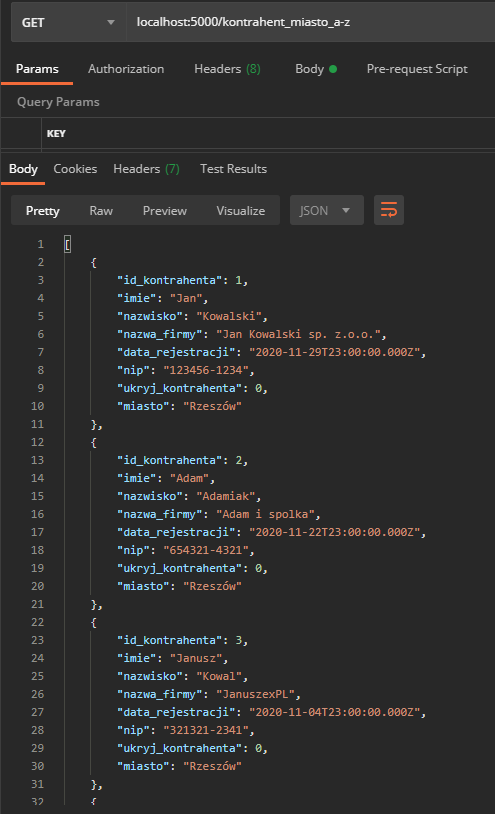 GET localhost:5000/kontrahent_miasto_a-z
Params Authorization Headers (8) Body Pre-request Script
Query Params
KEY
Body Cookies Headers (7) Test Results
Pretty Raw Preview Visualize JSON
1 [
2 {
3 "id_kontrahenta": 1,
4 "imie": "Jan",
5 "nazwisko": "Kowalski",
6 "nazwa_firmy": "Jan Kowalski sp. z.o.o.",
7 "data_rejestracji": "2020-11-29T23:00:00.000Z",
8 "nip": "123456-1234",
9 "ukryj_kontrahenta": 0,
10 "miasto": "Rzeszów"
11 },
12 {
13 "id_kontrahenta": 2,
14 "imie": "Adam",
15 "nazwisko": "Adamiak",
16 "nazwa_firmy": "Adam i spolka",
17 "data_rejestracji": "2020-11-22T23:00:00.000Z",
18 "nip": "654321-4321",
19 "ukryj_kontrahenta": 0,
20 "miasto": "Rzeszów"
21 },
22 {
23 "id_kontrahenta": 3,
24 "imie": "Janusz",
25 "nazwisko": "Kowal",
26 "nazwa_firmy": "JanuszexPL",
27 "data_rejestracji": "2020-11-04T23:00:00.000Z",
28 "nip": "321321-2341",
29 "ukryj_kontrahenta": 0,
30 "miasto": "Rzeszów"
31 },
32 {